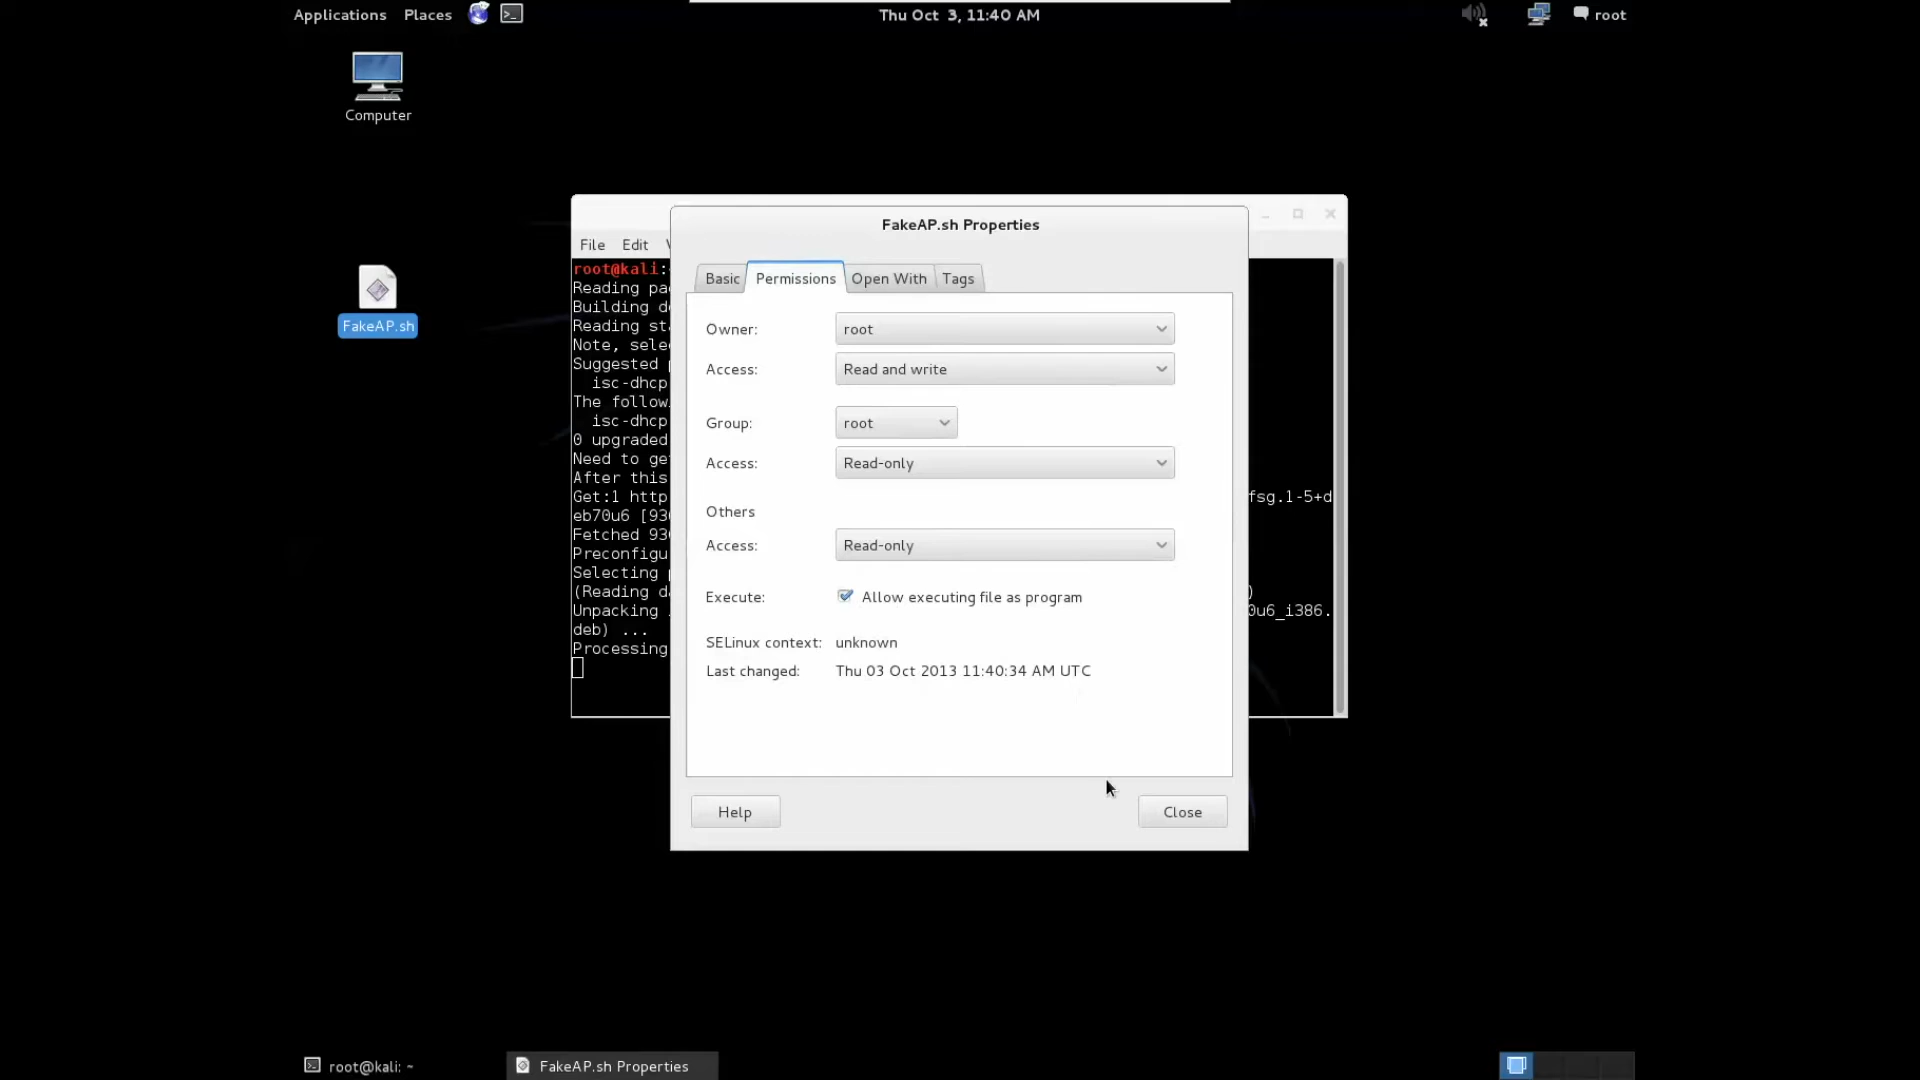 Applications Places Thu Oct 3, 11:40 AM root
Computer
FakeAP.sh
FakeAP.sh Properties
File Edit
Basic Permissions Open With Tags
root@kali:
Reading pa
Building d
Reading st
Note, sele
Suggested
isc-dhcp
The follow
isc-dhcp
0 upgraded
Need to ge
After this
Get:1 http fsg.1-5+d
eb70u6 [93
Fetched 93
Preconfigu
Selecting
(Reading d )
Unpacking 0u6_i386.
deb) ...
Processing
Owner: root
Access: Read and write
Group: root
Access: Read-only
Others
Access: Read-only
Execute: Allow executing file as program
SELinux context: unknown
Last changed: Thu 03 Oct 2013 11:40:34 AM UTC
Help Close
root@kali: ~ FakeAP.sh Properties